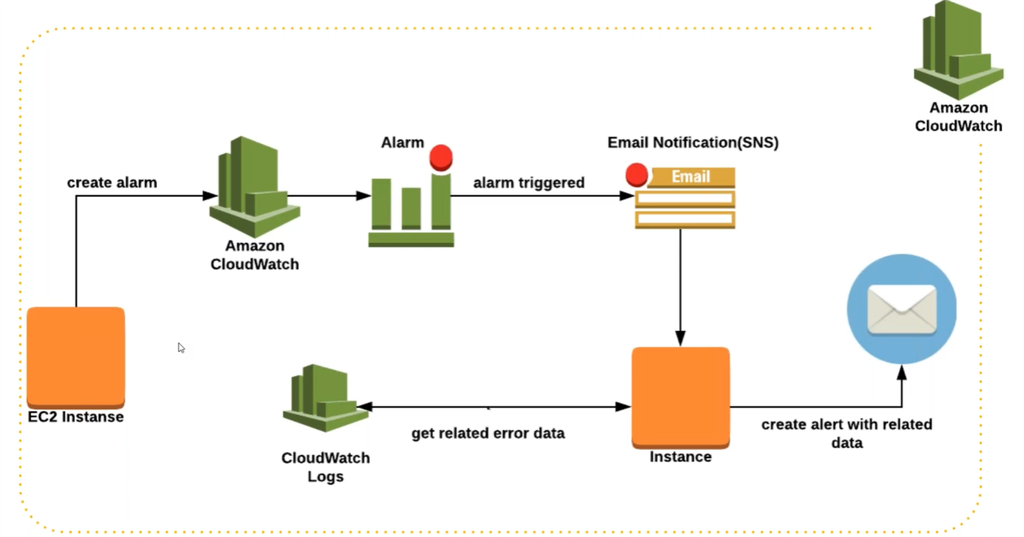 Amazon
CloudWatch
Alarm
Email Notification(SNS)
Email
create alarm
alarm triggered
Amazon
CloudWatch
EC2 Instanse
get related error data
CloudWatch
Logs
Instance
create alert with related
data